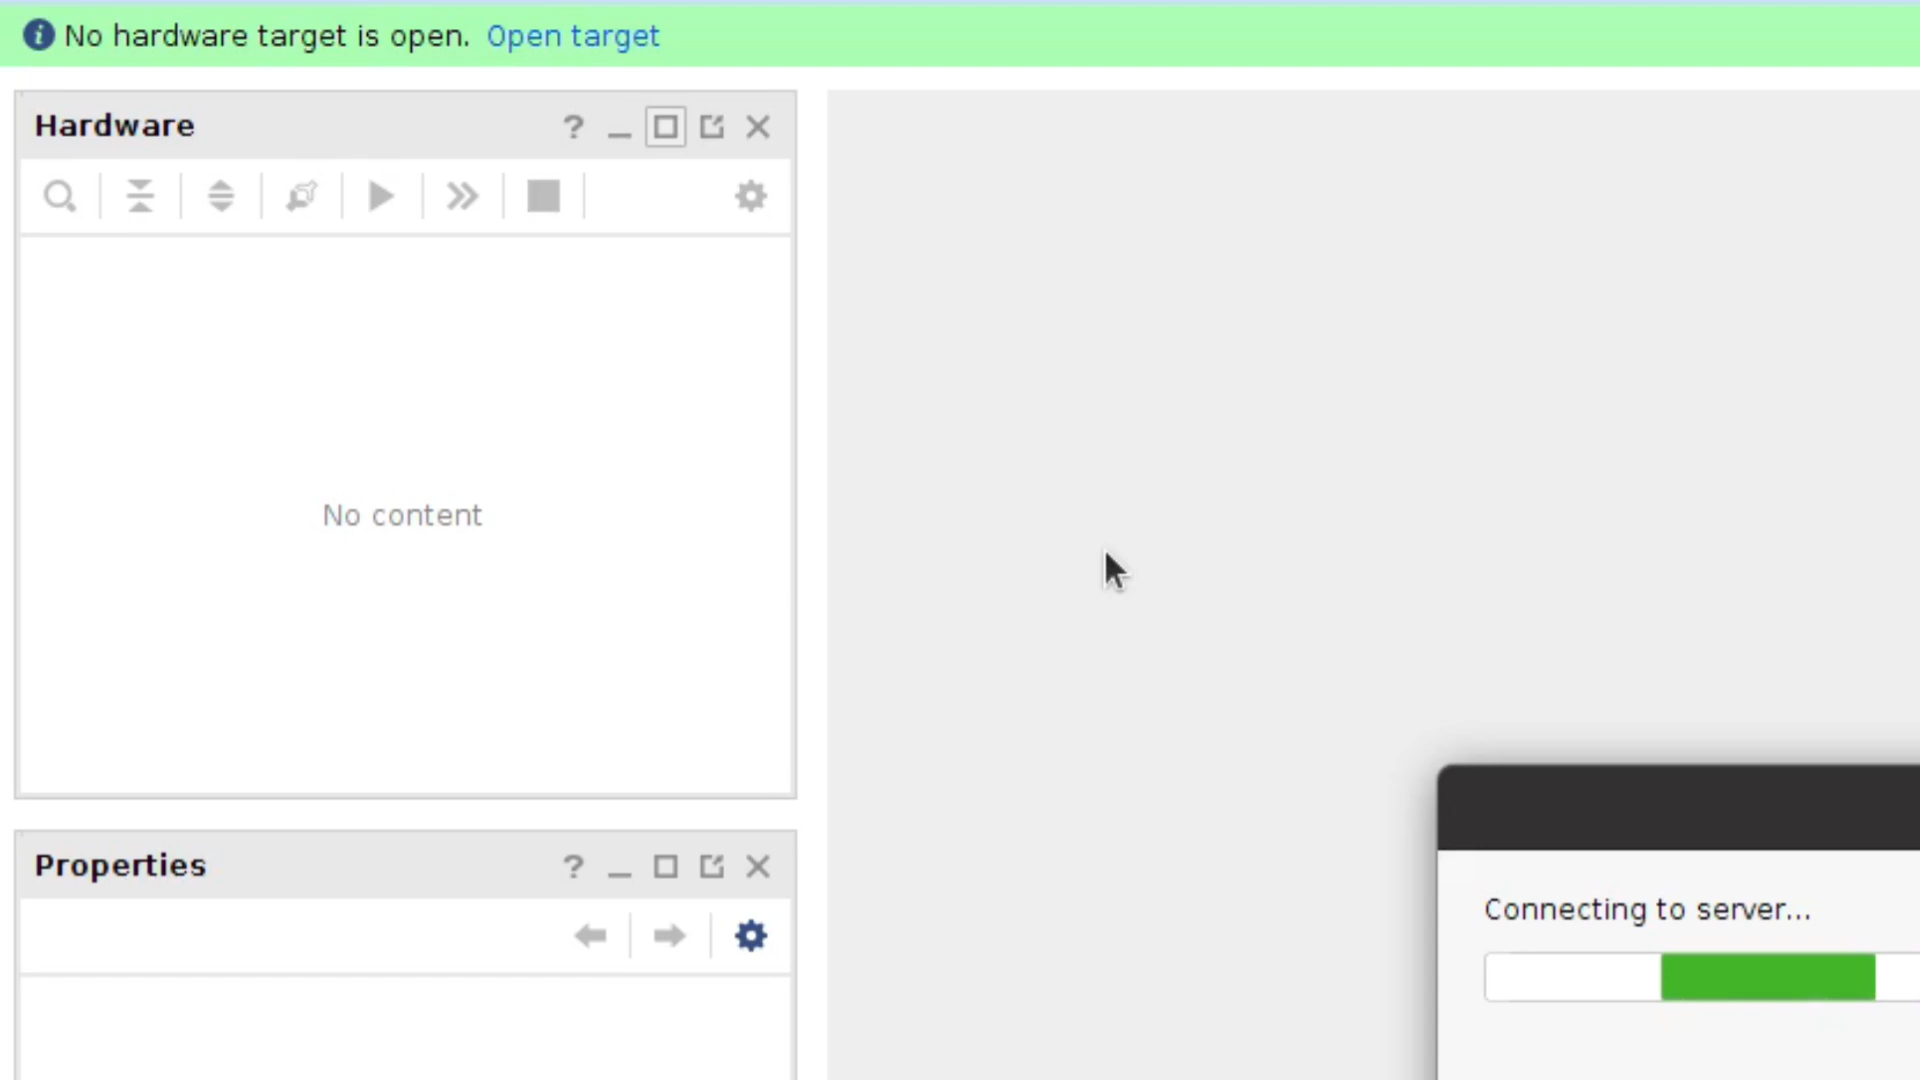 No hardware target is open. Open target
Hardware
No content
Properties
Connecting to server...